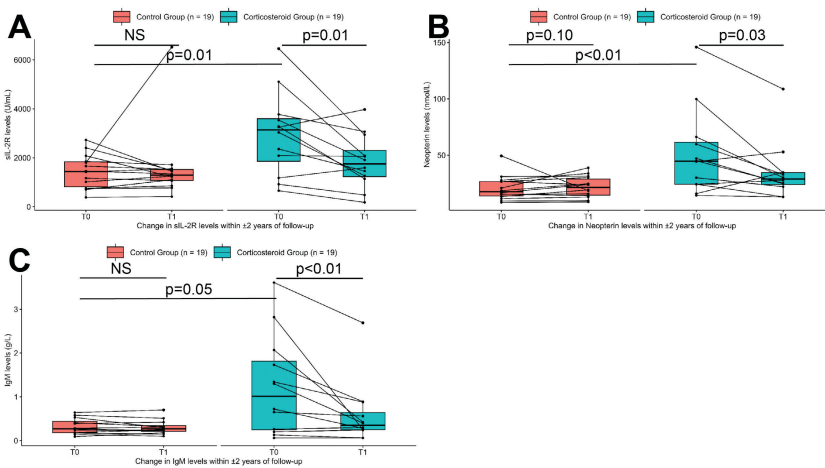 A
Control Group (n = 19) Corticosteroid Group (n = 19)
NS
p=0.01
p=0.01
sIL-2R levels (U/mL)
6000
4000
2000
0
T0 T1 T0 T1
Change in sIL-2R levels within ±2 years of follow-up
B
Control Group (n = 19) Corticosteroid Group (n = 19)
p=0.10
p=0.03
p<0.01
Neopterin levels (nmol/L)
150
100
50
T0 T1 T0 T1
Change in Neopterin levels within ±2 years of follow-up
C
Control Group (n = 19) Corticosteroid Group (n = 19)
NS
p<0.01
p=0.05
IgM levels (g/L)
3
2
1
0
T0 T1 T0 T1
Change in IgM levels within ±2 years of follow-up